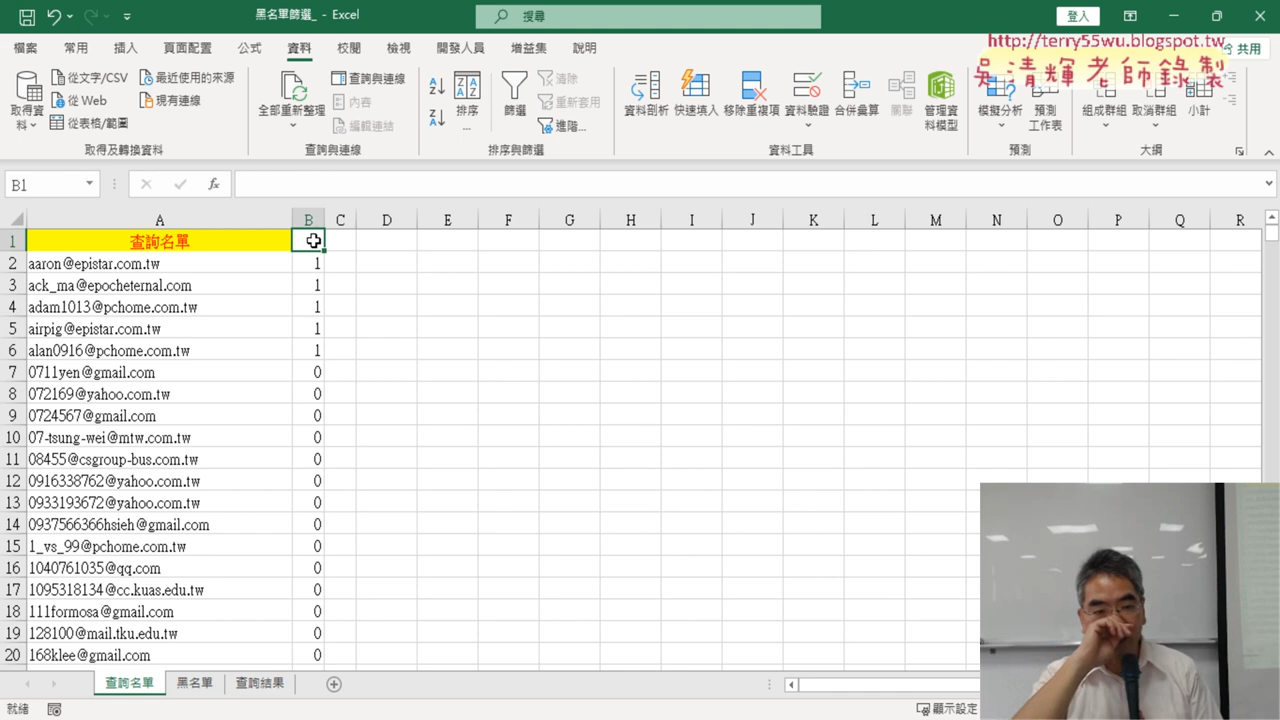 黑名單篩選_ - Excel
搜尋
登入
檔案 常用 插入 頁面配置 公式 資料 校閱 檢視 開發人員 增益集 說明
http://terry55wu.blogspot.tw
共用
吳清輝老師錄製
取得資料
從文字/CSV
從 Web
從表格/範圍
最近使用的來源
現有連線
取得及轉換資料
全部重新整理
查詢與連線
內容
編輯連結
查詢與連線
排序...
篩選
清除
重新套用
進階...
排序與篩選
資料剖析 快速填入 移除重複項 資料驗證 合併彙算 關聯 管理資料模型
資料工具
模擬分析 預測工作表
預測
組成群組 取消群組 小計
大綱
B1
fx
A B C D E F G H I J K L M N O P Q R
1 查詢名單
2 aaron@epistar.com.tw 1
3 ack_ma@epocheternal.com 1
4 adam1013@pchome.com.tw 1
5 airpig@epistar.com.tw 1
6 alan0916@pchome.com.tw 1
7 0711yen@gmail.com 0
8 072169@yahoo.com.tw 0
9 0724567@gmail.com 0
10 07-tsung-wei@mtw.com.tw 0
11 08455@csgroup-bus.com.tw 0
12 0916338762@yahoo.com.tw 0
13 0933193672@yahoo.com.tw 0
14 0937566366hsieh@gmail.com 0
15 1_vs_99@pchome.com.tw 0
16 1040761035@qq.com 0
17 1095318134@cc.kuas.edu.tw 0
18 111formosa@gmail.com 0
19 128100@mail.tku.edu.tw 0
20 168klee@gmail.com 0
查詢名單 黑名單 查詢結果
就緒
顯示設定